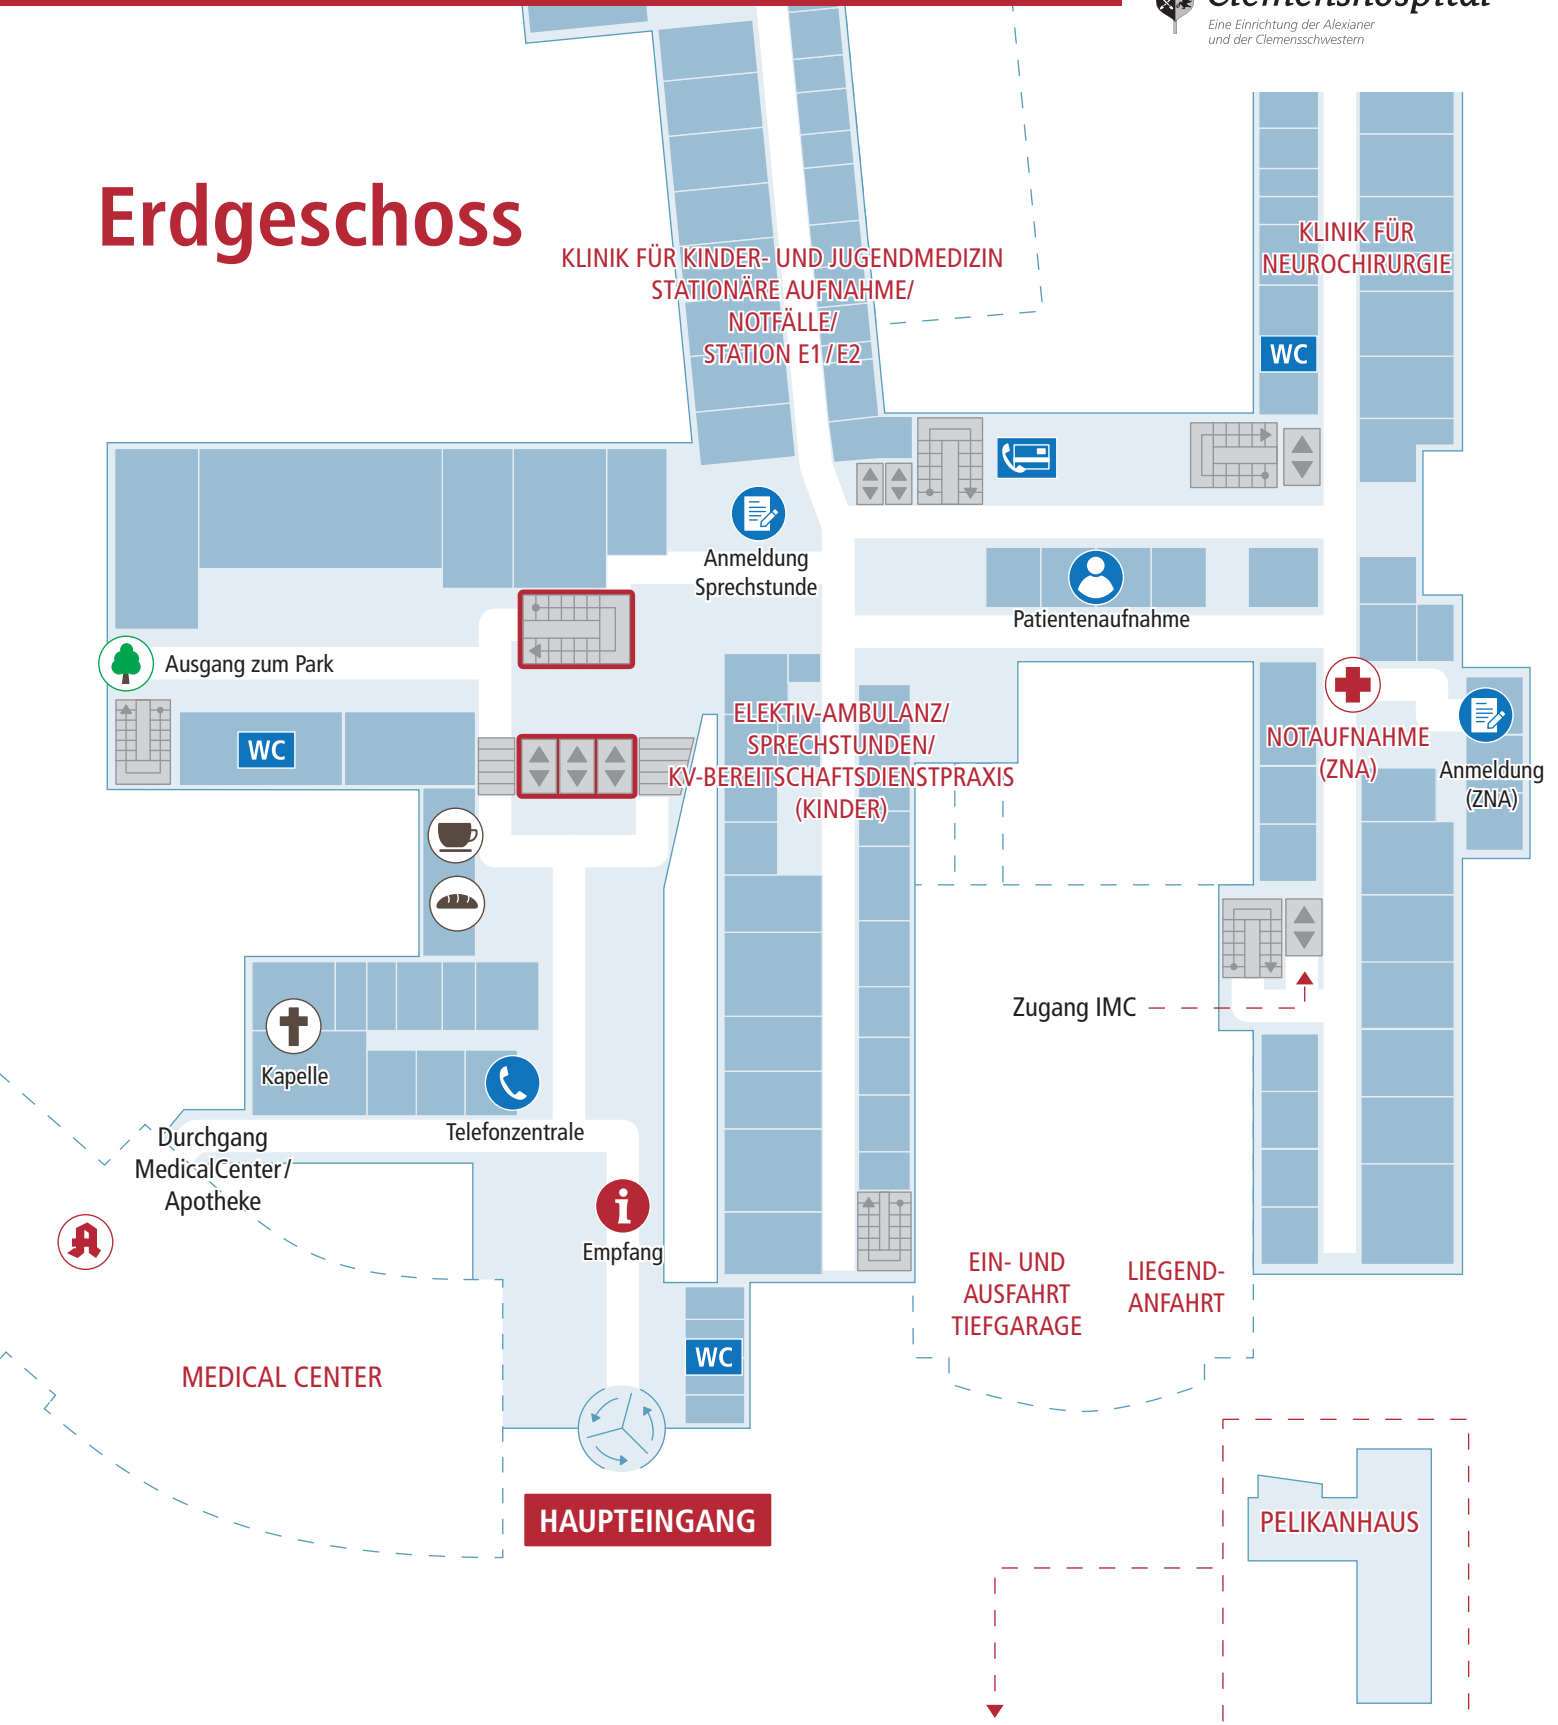 Clemenshospital
Eine Einrichtung der Alexianer
und der Clemensschwestern
Erdgeschoss
KLINIK FÜR KINDER- UND JUGENDMEDIZIN
STATIONÄRE AUFNAHME/
NOTFÄLLE/
STATION E1/E2
KLINIK FÜR
NEUROCHIRURGIE
WC
Anmeldung
Sprechstunde
Patientenaufnahme
Ausgang zum Park
WC
ELEKTIV-AMBULANZ/
SPRECHSTUNDEN/
KV-BEREITSCHAFTSDIENSTPRAXIS
(KINDER)
NOTAUFNAHME
(ZNA)
Anmeldung
(ZNA)
Zugang IMC
Kapelle
Telefonzentrale
Durchgang
MedicalCenter/
Apotheke
Empfang
EIN- UND
AUSFAHRT
TIEFGARAGE
LIEGEND-
ANFAHRT
WC
MEDICAL CENTER
HAUPTEINGANG
PELIKANHAUS